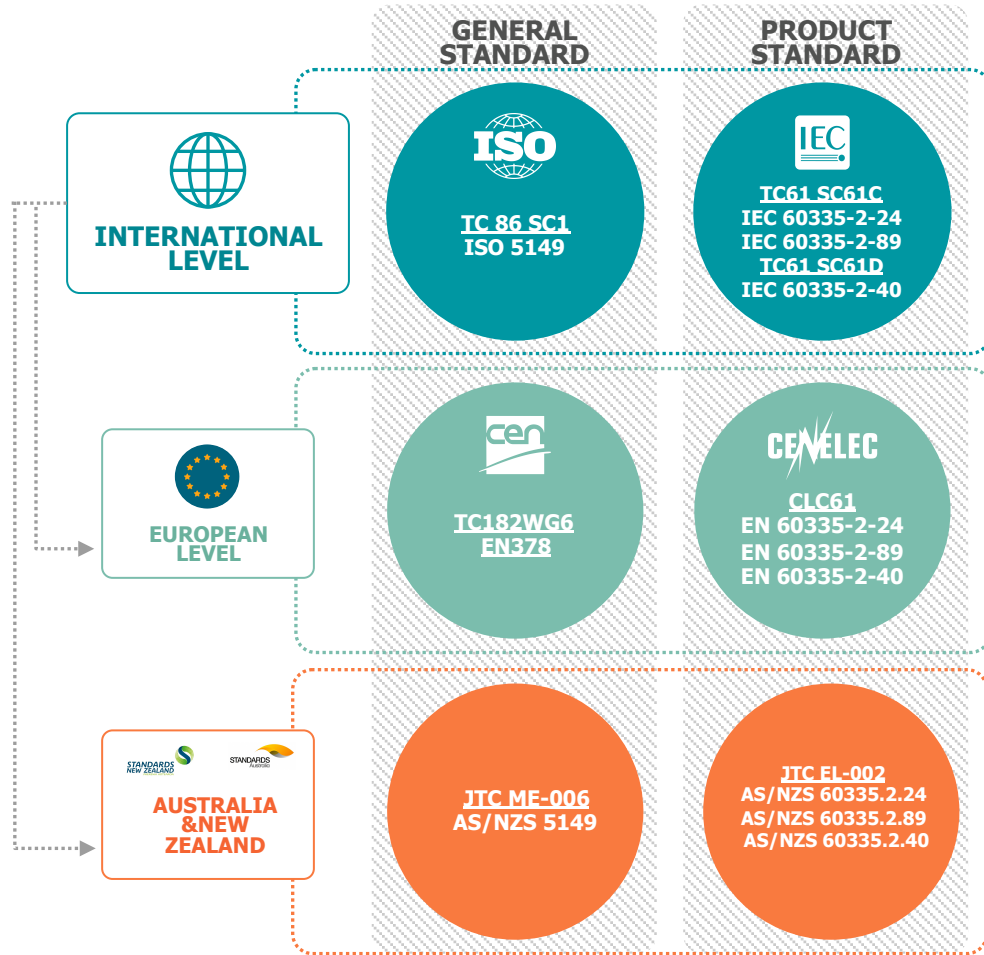 GENERAL
STANDARD
PRODUCT
STANDARD
INTERNATIONAL
LEVEL
ISO
TC 86 SC1
ISO 5149
IEC
TC61 SC61C
IEC 60335-2-24
IEC 60335-2-89
TC61 SC61D
IEC 60335-2-40
EUROPEAN
LEVEL
cen
TC182WG6
EN378
CENELEC
CLC61
EN 60335-2-24
EN 60335-2-89
EN 60335-2-40
STANDARDS
NEW ZEALAND
STANDARDS
Australia
AUSTRALIA
&NEW
ZEALAND
JTC ME-006
AS/NZS 5149
JTC EL-002
AS/NZS 60335.2.24
AS/NZS 60335.2.89
AS/NZS 60335.2.40